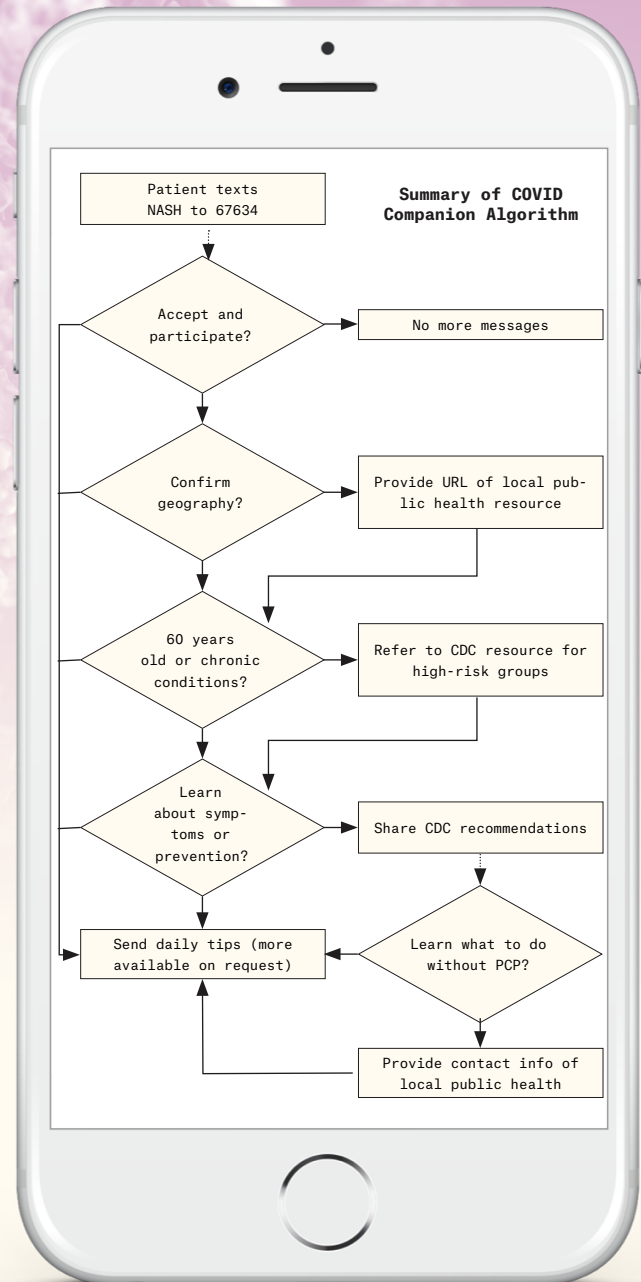 Patient texts
NASH to 67634
Summary of COVID
Companion Algorithm
Accept and
participate?
No more messages
Confirm
geography?
Provide URL of local pub-
lic health resource
60 years
old or chronic
conditions?
Refer to CDC resource for
high-risk groups
Learn
about symp-
toms or
prevention?
Share CDC recommendations
Send daily tips (more
available on request)
Learn what to do
without PCP?
Provide contact info of
local public health